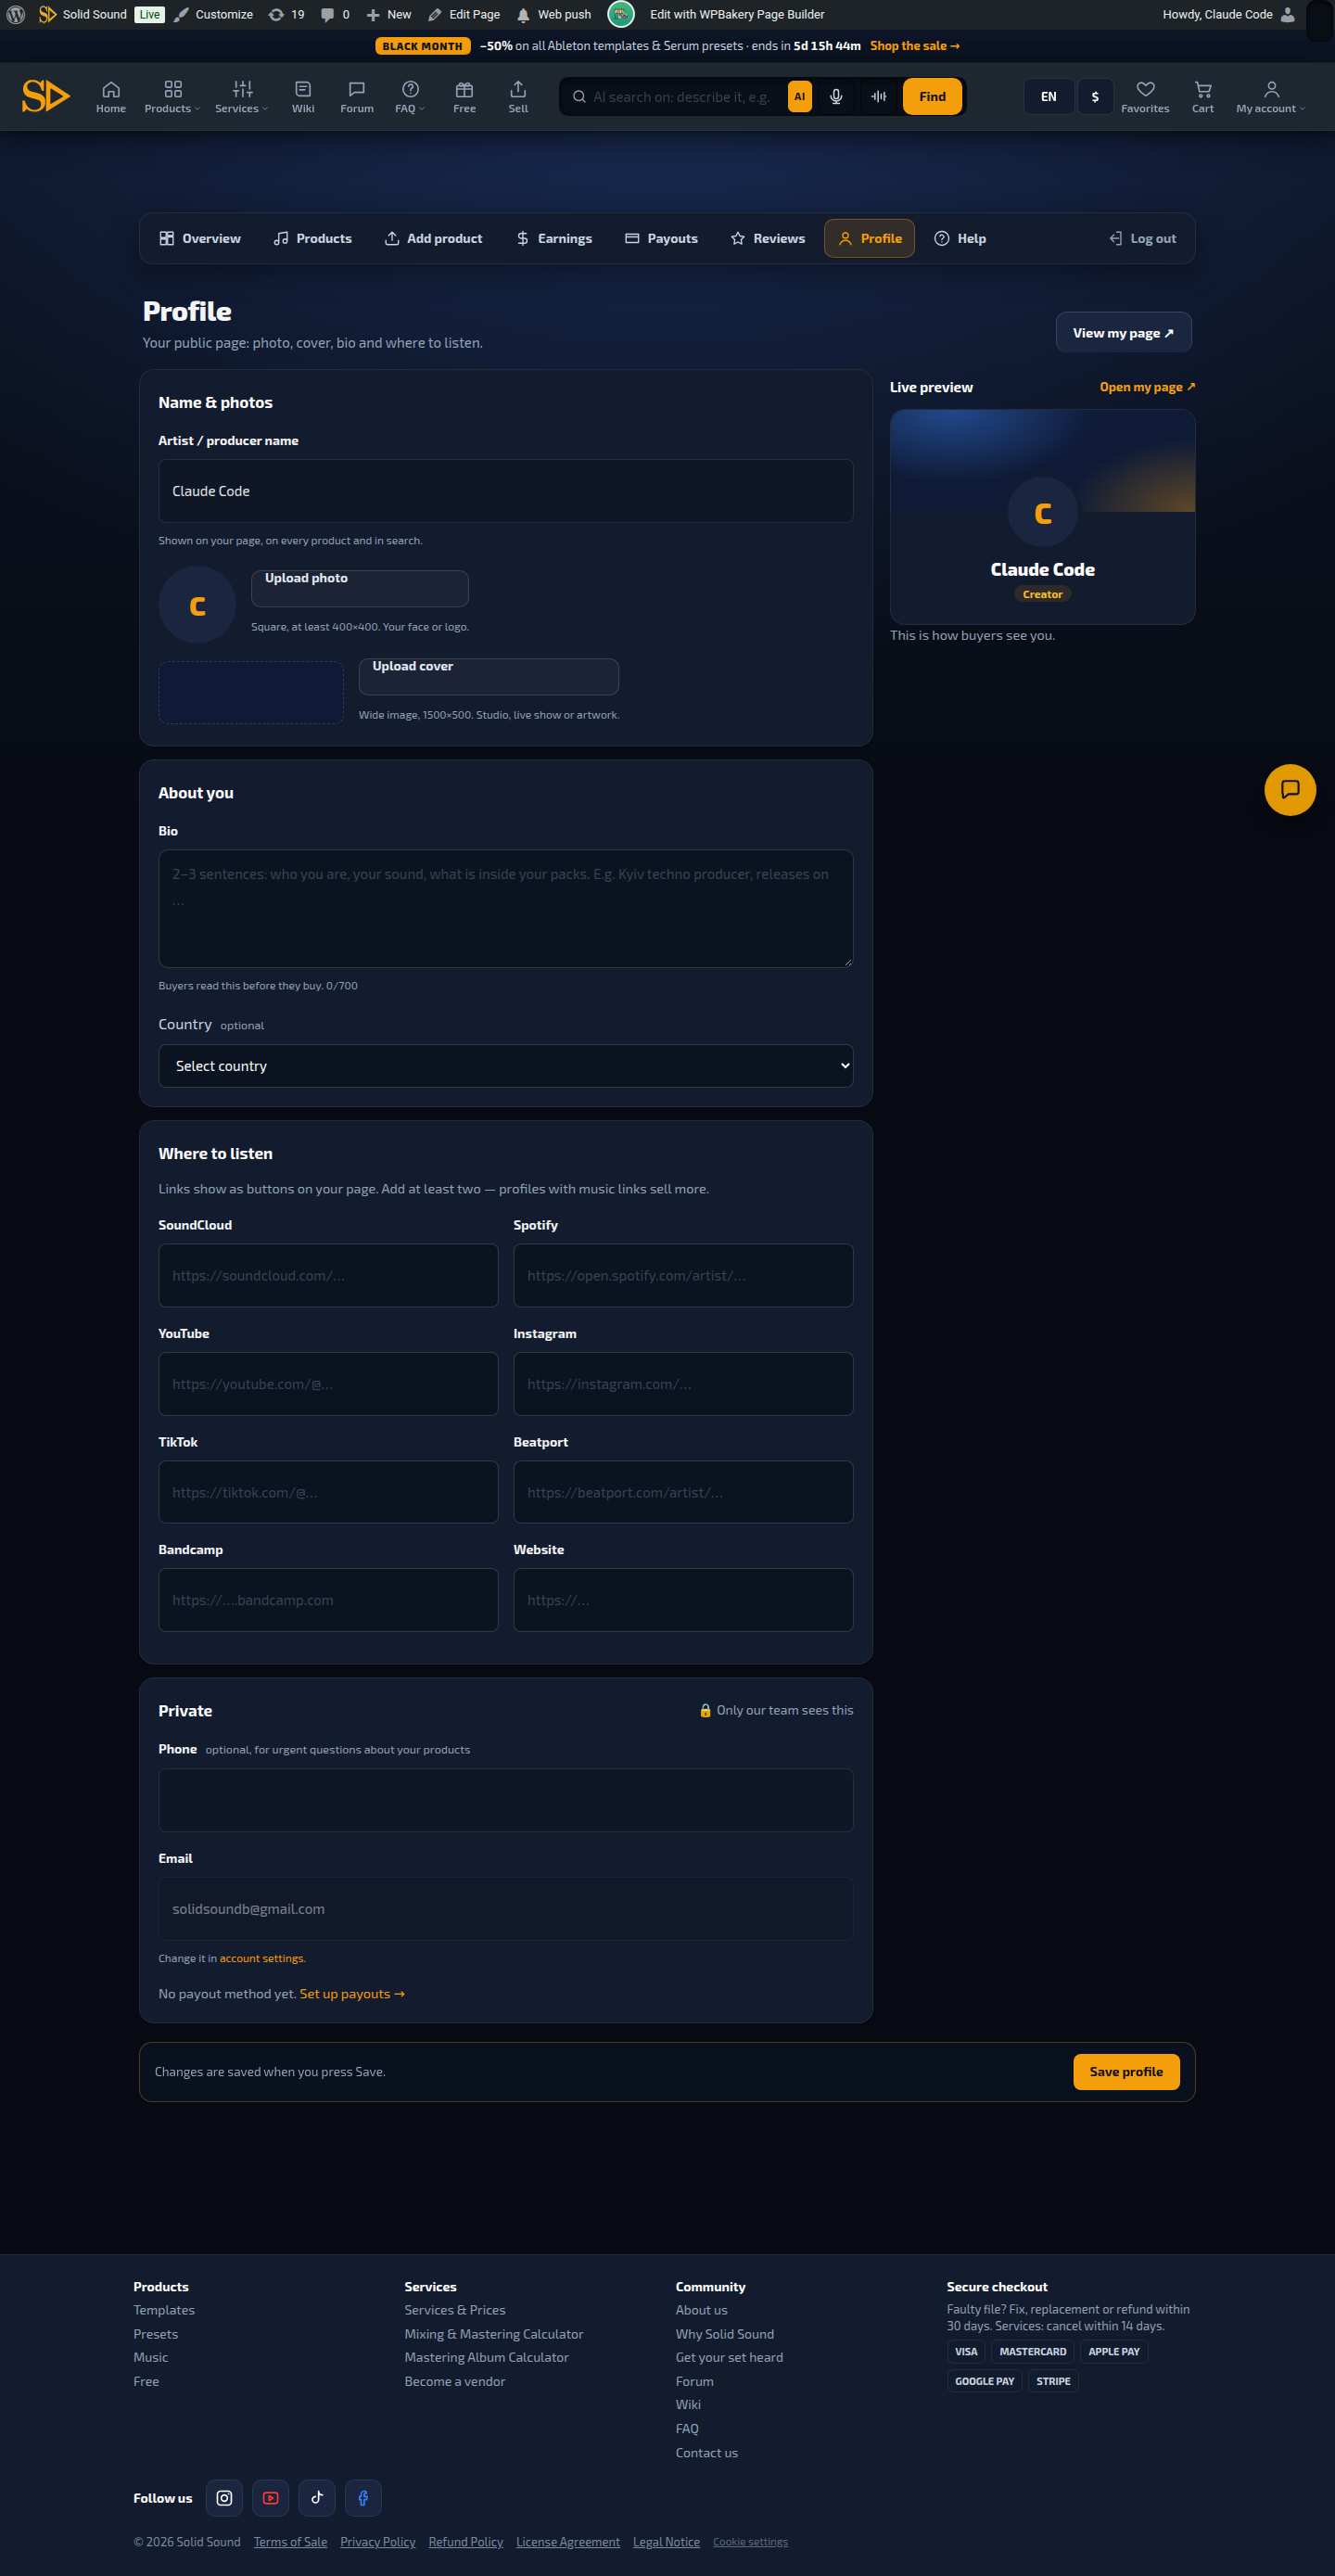 Solid Sound Live Customize 19 0 New Edit Page Web push Edit with WPBakery Page Builder Howdy, Claude Code
BLACK MONTH −50% on all Ableton templates & Serum presets · ends in 5d 15h 44m Shop the sale →
Home Products Services Wiki Forum FAQ Free Sell AI search on: describe it, e.g. AI Find EN $ Favorites Cart My account
Overview Products Add product Earnings Payouts Reviews Profile Help Log out
Profile
Your public page: photo, cover, bio and where to listen.
View my page ↗
Name & photos
Artist / producer name
Claude Code
Shown on your page, on every product and in search.
C
Upload photo
Square, at least 400×400. Your face or logo.
Upload cover
Wide image, 1500×500. Studio, live show or artwork.
Live preview Open my page ↗
C
Claude Code
Creator
This is how buyers see you.
About you
Bio
2–3 sentences: who you are, your sound, what is inside your packs. E.g. Kyiv techno producer, releases on
…
Buyers read this before they buy. 0/700
Country optional
Select country
Where to listen
Links show as buttons on your page. Add at least two — profiles with music links sell more.
SoundCloud Spotify
https://soundcloud.com/… https://open.spotify.com/artist/…
YouTube Instagram
https://youtube.com/@… https://instagram.com/…
TikTok Beatport
https://tiktok.com/@… https://beatport.com/artist/…
Bandcamp Website
https://….bandcamp.com https://…
Private 🔒 Only our team sees this
Phone optional, for urgent questions about your products
Email
solidsoundb@gmail.com
Change it in account settings.
No payout method yet. Set up payouts →
Changes are saved when you press Save. Save profile
Products
Templates
Presets
Music
Free
Services
Services & Prices
Mixing & Mastering Calculator
Mastering Album Calculator
Become a vendor
Community
About us
Why Solid Sound
Get your set heard
Forum
Wiki
FAQ
Contact us
Secure checkout
Faulty file? Fix, replacement or refund within
30 days. Services: cancel within 14 days.
VISA MASTERCARD APPLE PAY
GOOGLE PAY STRIPE
Follow us
© 2026 Solid Sound Terms of Sale Privacy Policy Refund Policy License Agreement Legal Notice Cookie settings